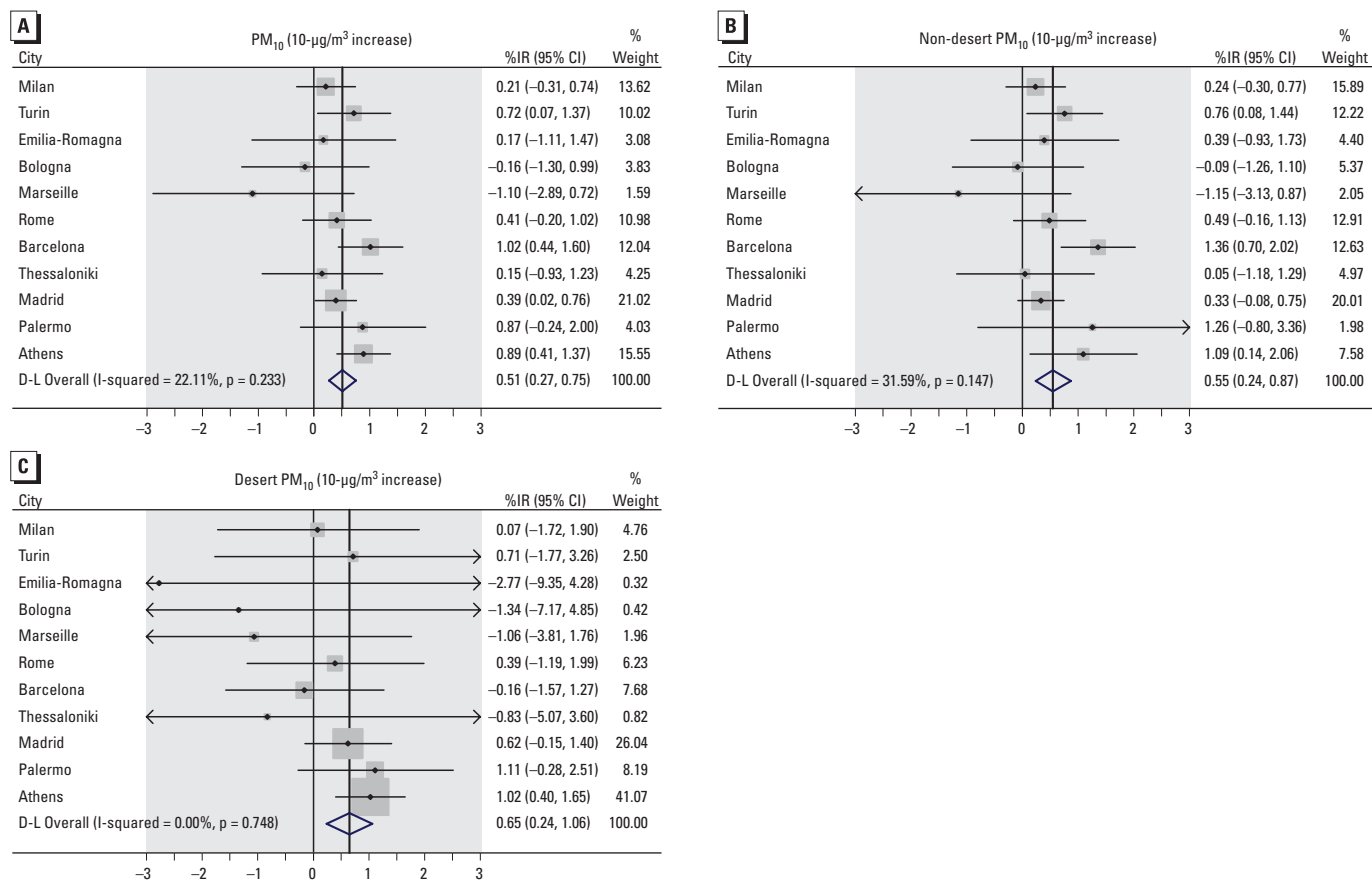 A
PM10 (10-μg/m³ increase)
%
City %IR (95% CI) Weight
Milan 0.21 (–0.31, 0.74) 13.62
Turin 0.72 (0.07, 1.37) 10.02
Emilia-Romagna 0.17 (–1.11, 1.47) 3.08
Bologna –0.16 (–1.30, 0.99) 3.83
Marseille –1.10 (–2.89, 0.72) 1.59
Rome 0.41 (–0.20, 1.02) 10.98
Barcelona 1.02 (0.44, 1.60) 12.04
Thessaloniki 0.15 (–0.93, 1.23) 4.25
Madrid 0.39 (0.02, 0.76) 21.02
Palermo 0.87 (–0.24, 2.00) 4.03
Athens 0.89 (0.41, 1.37) 15.55
D-L Overall (I-squared = 22.11%, p = 0.233) 0.51 (0.27, 0.75) 100.00
–3 –2 –1 0 1 2 3
B
Non-desert PM10 (10-μg/m³ increase)
%
City %IR (95% CI) Weight
Milan 0.24 (–0.30, 0.77) 15.89
Turin 0.76 (0.08, 1.44) 12.22
Emilia-Romagna 0.39 (–0.93, 1.73) 4.40
Bologna –0.09 (–1.26, 1.10) 5.37
Marseille –1.15 (–3.13, 0.87) 2.05
Rome 0.49 (–0.16, 1.13) 12.91
Barcelona 1.36 (0.70, 2.02) 12.63
Thessaloniki 0.05 (–1.18, 1.29) 4.97
Madrid 0.33 (–0.08, 0.75) 20.01
Palermo 1.26 (–0.80, 3.36) 1.98
Athens 1.09 (0.14, 2.06) 7.58
D-L Overall (I-squared = 31.59%, p = 0.147) 0.55 (0.24, 0.87) 100.00
–3 –2 –1 0 1 2 3
C
Desert PM10 (10-μg/m³ increase)
%
City %IR (95% CI) Weight
Milan 0.07 (–1.72, 1.90) 4.76
Turin 0.71 (–1.77, 3.26) 2.50
Emilia-Romagna –2.77 (–9.35, 4.28) 0.32
Bologna –1.34 (–7.17, 4.85) 0.42
Marseille –1.06 (–3.81, 1.76) 1.96
Rome 0.39 (–1.19, 1.99) 6.23
Barcelona –0.16 (–1.57, 1.27) 7.68
Thessaloniki –0.83 (–5.07, 3.60) 0.82
Madrid 0.62 (–0.15, 1.40) 26.04
Palermo 1.11 (–0.28, 2.51) 8.19
Athens 1.02 (0.40, 1.65) 41.07
D-L Overall (I-squared = 0.00%, p = 0.748) 0.65 (0.24, 1.06) 100.00
–3 –2 –1 0 1 2 3